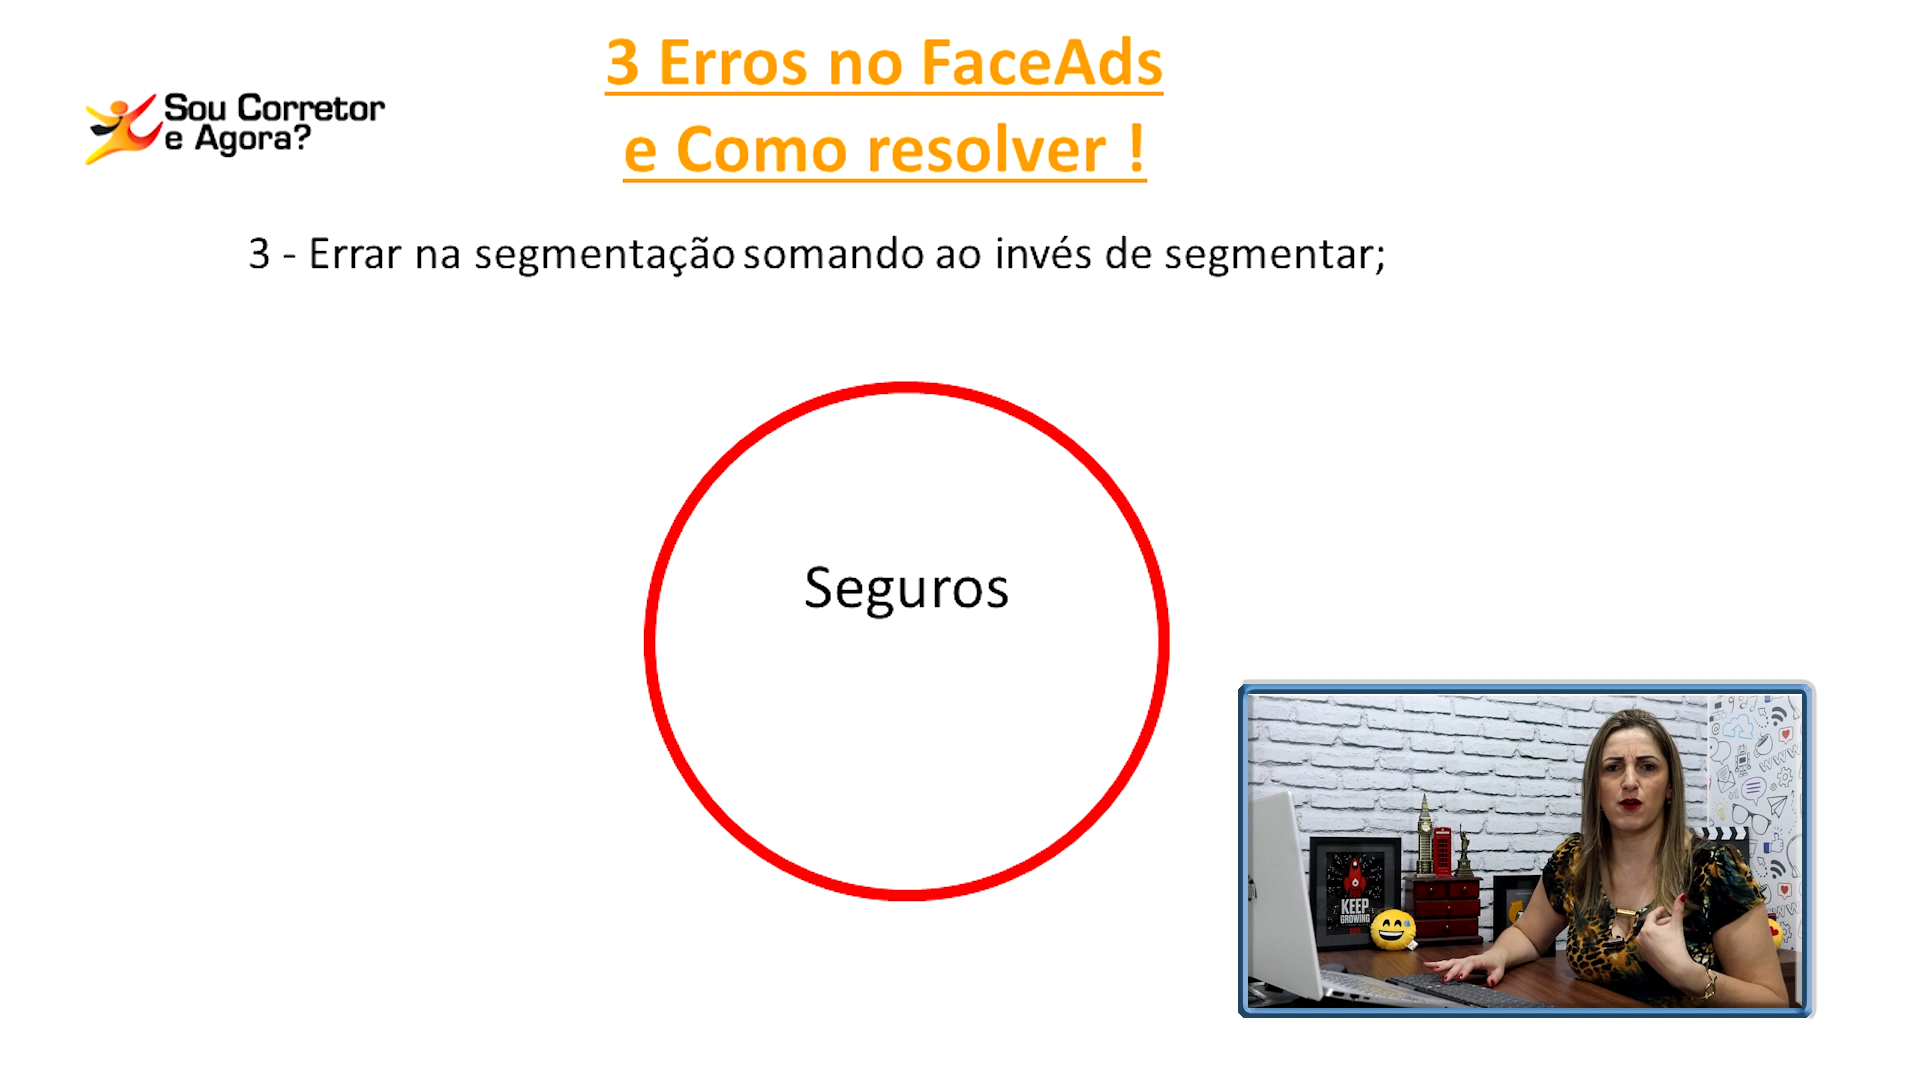 3 Erros no FaceAds
e Como resolver !
Sou Corretor
e Agora?
3 - Errar na segmentação somando ao invés de segmentar;
Seguros
KEEP
GROWING